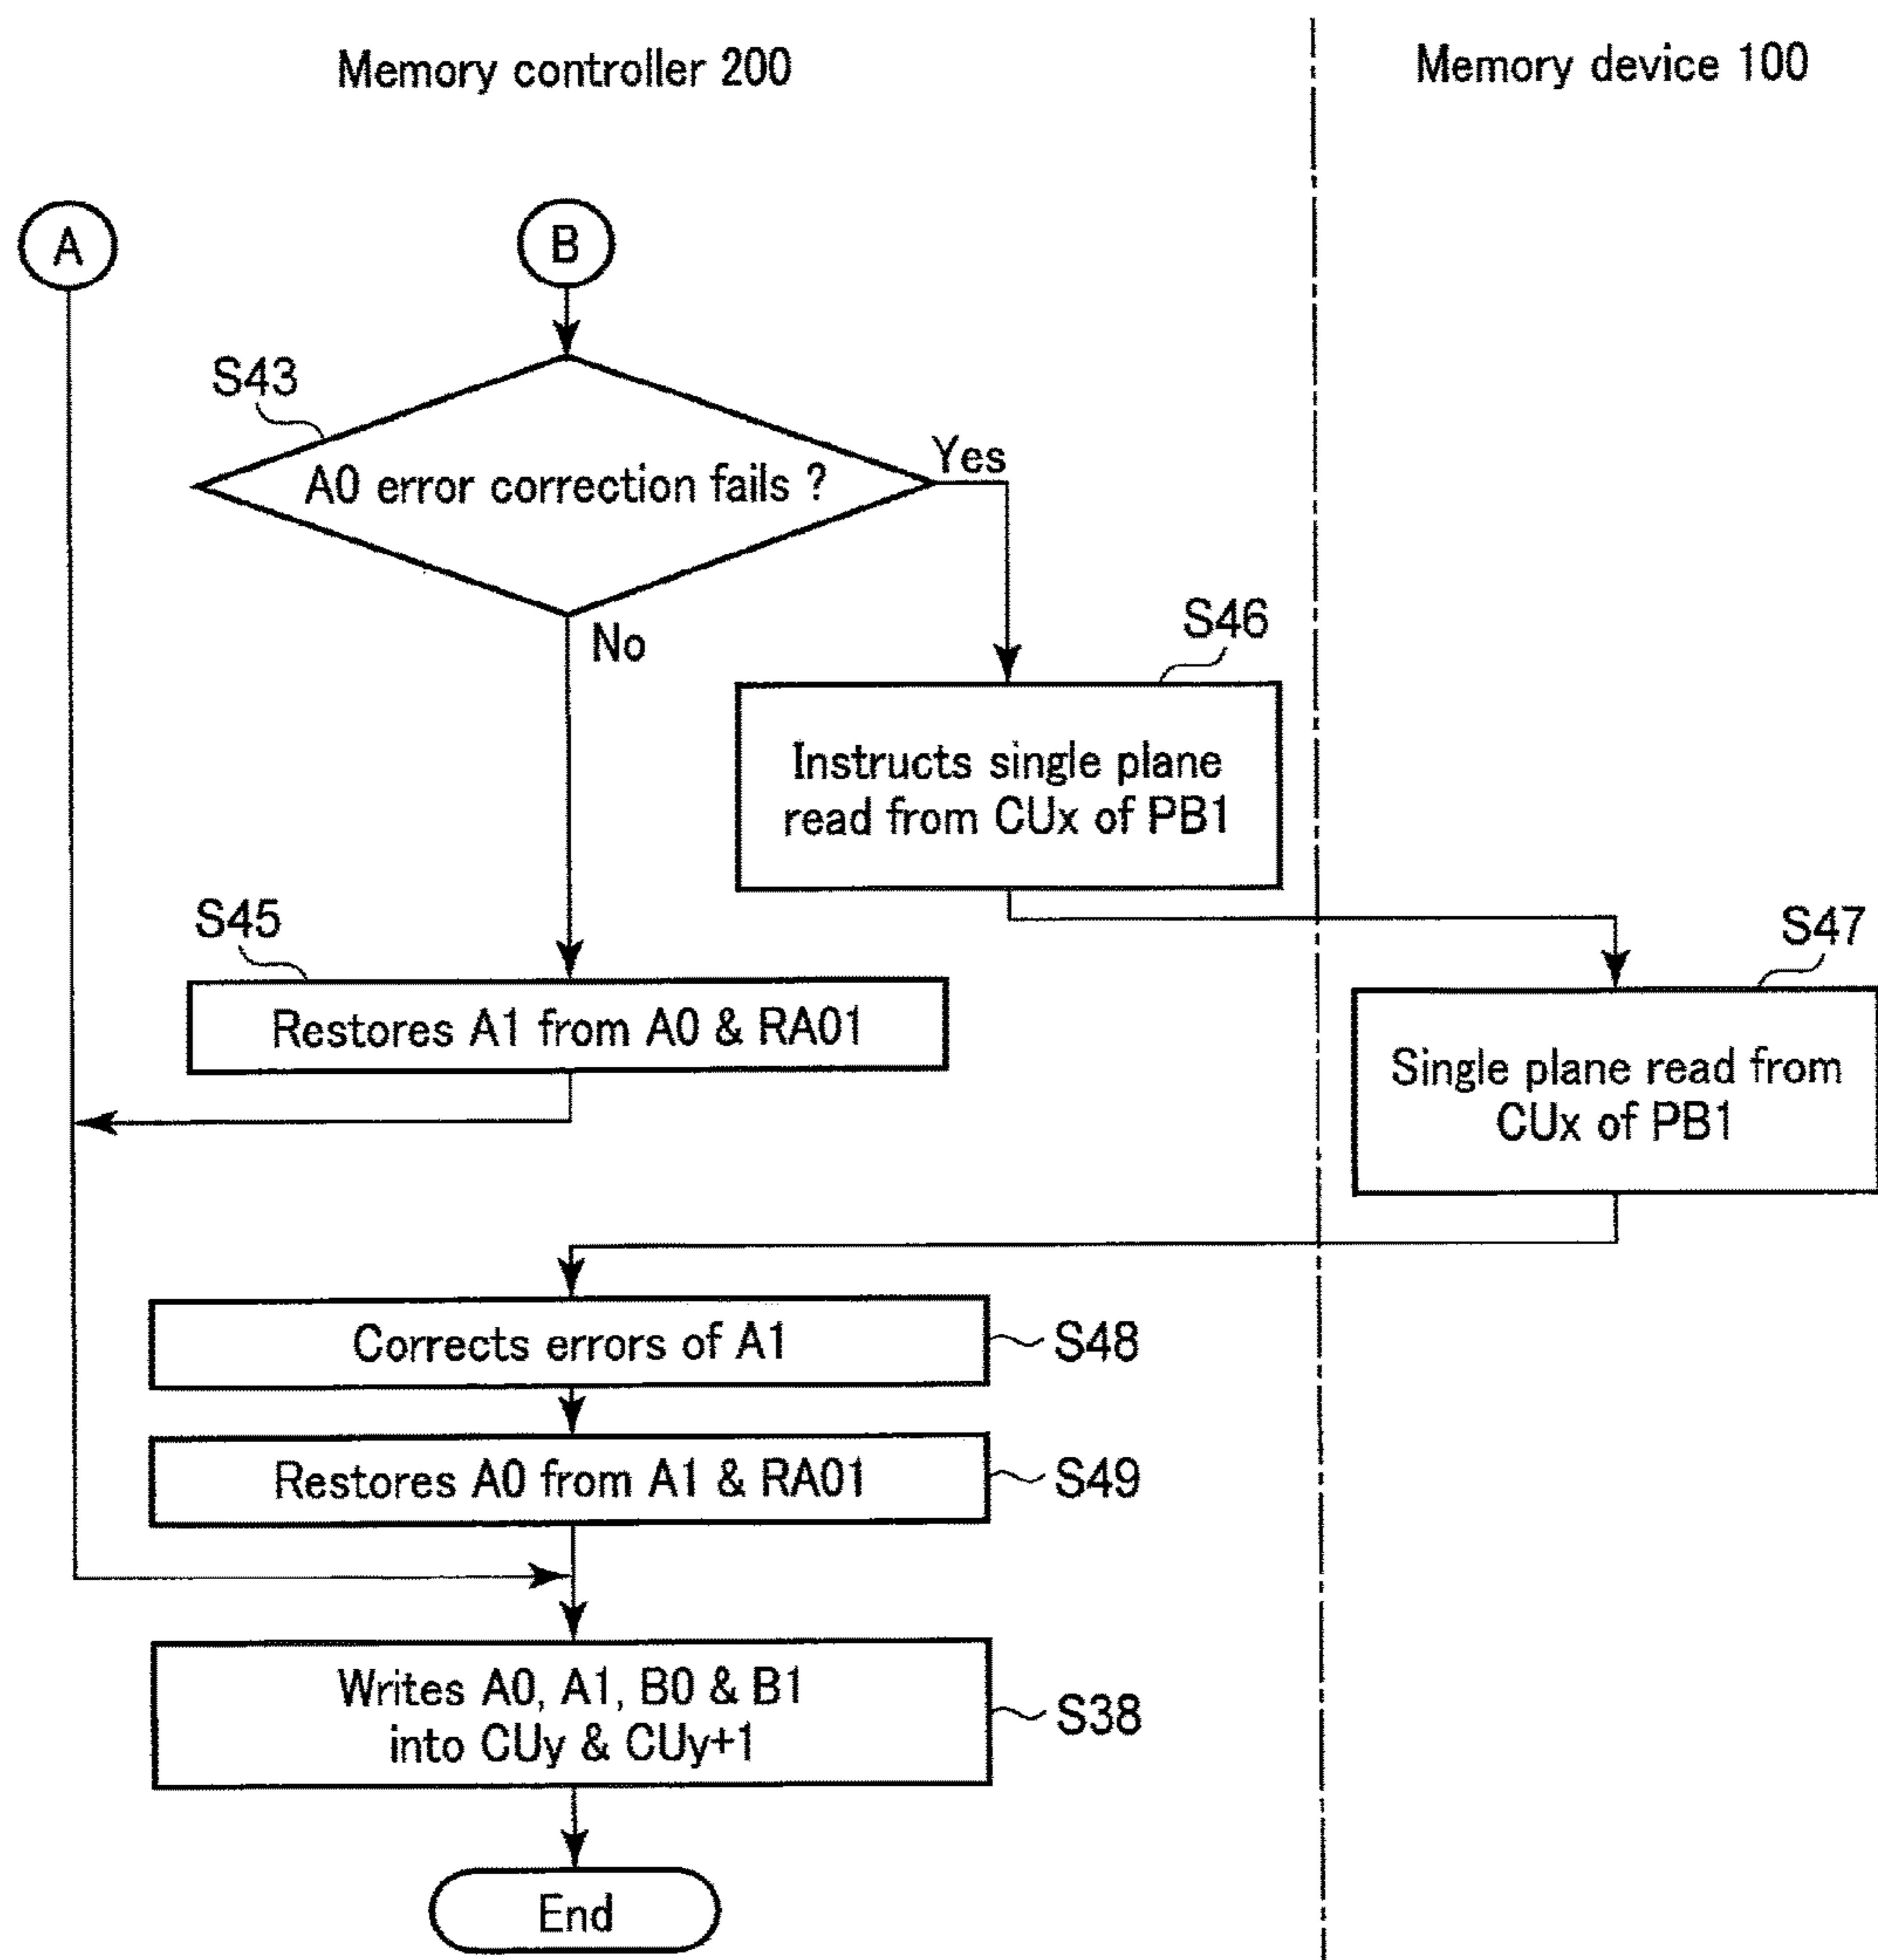 Memory controller 200
Memory device 100
A
B
S43
A0 error correction fails ?
Yes
No
S46
Instructs single plane
read from CUx of PB1
S45
Restores A1 from A0 & RA01
S47
Single plane read from
CUx of PB1
Corrects errors of A1
S48
Restores A0 from A1 & RA01
S49
Writes A0, A1, B0 & B1
into CUy & CUy+1
S38
End